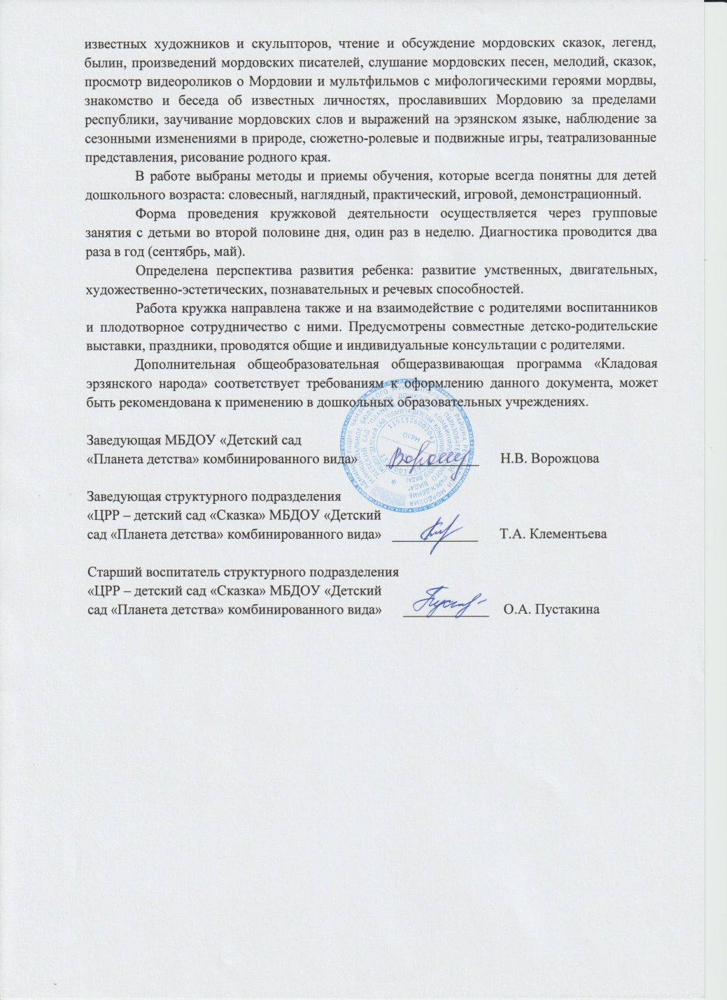 известных художников и скульпторов, чтение и обсуждение мордовских сказок, легенд,
былин, произведений мордовских писателей, слушание мордовских песен, мелодий, сказок,
просмотр видеороликов о Мордовии и мультфильмов с мифологическими героями мордвы,
знакомство и беседа об известных личностях, прославивших Мордовию за пределами
республики, заучивание мордовских слов и выражений на эрзянском языке, наблюдение за
сезонными изменениями в природе, сюжетно-ролевые и подвижные игры, театрализованные
представления, рисование родного края.
В работе выбраны методы и приемы обучения, которые всегда понятны для детей
дошкольного возраста: словесный, наглядный, практический, игровой, демонстрационный.
Форма проведения кружковой деятельности осуществляется через групповые
занятия с детьми во второй половине дня, один раз в неделю. Диагностика проводится два
раза в год (сентябрь, май).
Определена перспектива развития ребенка: развитие умственных, двигательных,
художественно-эстетических, познавательных и речевых способностей.
Работа кружка направлена также и на взаимодействие с родителями воспитанников
и плодотворное сотрудничество с ними. Предусмотрены совместные детско-родительские
выставки, праздники, проводятся общие и индивидуальные консультации с родителями.
Дополнительная общеобразовательная общеразвивающая программа «Кладовая
эрзянского народа» соответствует требованиям к оформлению данного документа, может
быть рекомендована к применению в дошкольных образовательных учреждениях.
Заведующая МБДОУ «Детский сад
«Планета детства» комбинированного вида» Н.В. Ворожцова
Заведующая структурного подразделения
«ЦРР – детский сад «Сказка» МБДОУ «Детский
сад «Планета детства» комбинированного вида» Т.А. Клементьева
Старший воспитатель структурного подразделения
«ЦРР – детский сад «Сказка» МБДОУ «Детский
сад «Планета детства» комбинированного вида» О.А. Пустакина